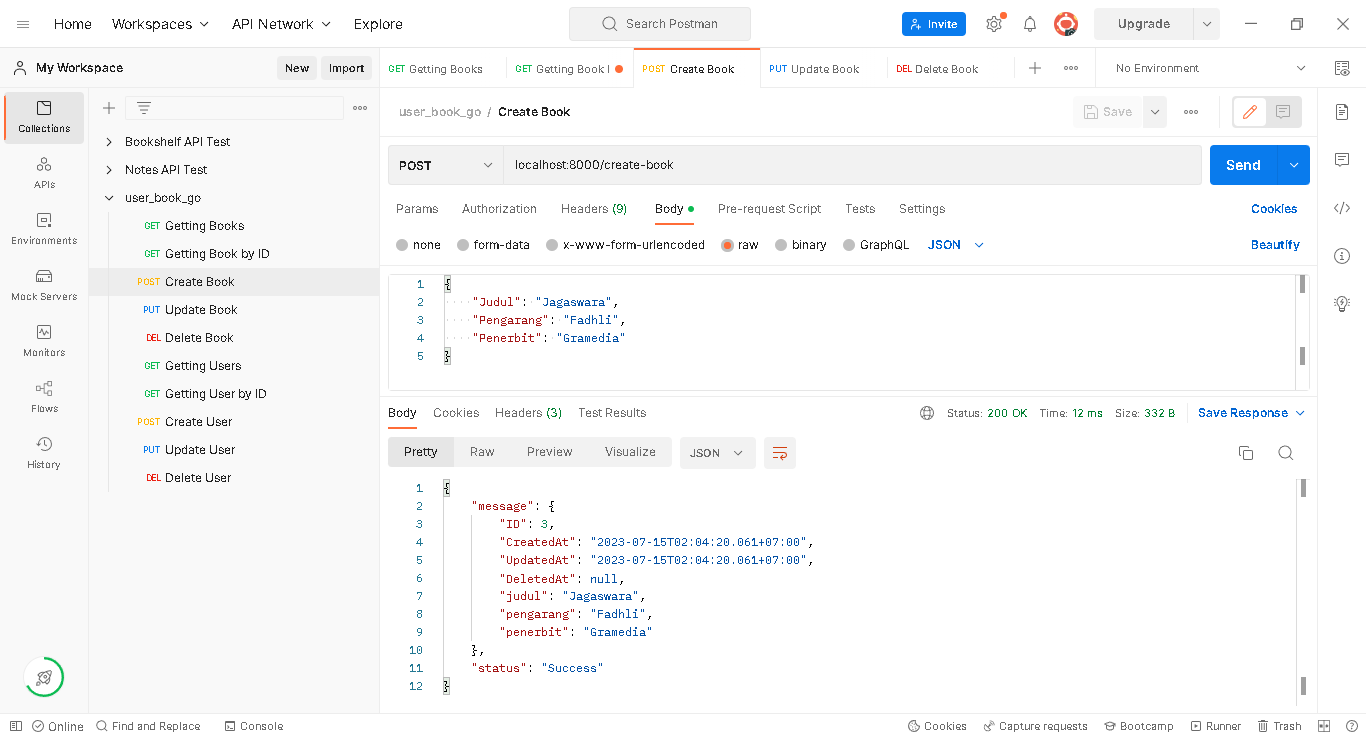 Home Workspaces API Network Explore Search Postman Invite Upgrade
My Workspace New Import GET Getting Books GET Getting Book I POST Create Book PUT Update Book DEL Delete Book No Environment
Collections
APIs
Environments
Mock Servers
Monitors
Flows
History
Bookshelf API Test
Notes API Test
user_book_go
GET Getting Books
GET Getting Book by ID
POST Create Book
PUT Update Book
DEL Delete Book
GET Getting Users
GET Getting User by ID
POST Create User
PUT Update User
DEL Delete User
user_book_go / Create Book Save
POST localhost:8000/create-book Send
Params Authorization Headers (9) Body Pre-request Script Tests Settings Cookies
none form-data x-www-form-urlencoded raw binary GraphQL JSON Beautify
1 {
2 "Judul": "Jagaswara",
3 "Pengarang": "Fadhli",
4 "Penerbit": "Gramedia"
5 }
Body Cookies Headers (3) Test Results Status: 200 OK Time: 12 ms Size: 332 B Save Response
Pretty Raw Preview Visualize JSON
1 {
2 "message": {
3 "ID": 3,
4 "CreatedAt": "2023-07-15T02:04:20.061+07:00",
5 "UpdatedAt": "2023-07-15T02:04:20.061+07:00",
6 "DeletedAt": null,
7 "judul": "Jagaswara",
8 "pengarang": "Fadhli",
9 "penerbit": "Gramedia"
10 },
11 "status": "Success"
12 }
Online Find and Replace Console Cookies Capture requests Bootcamp Runner Trash